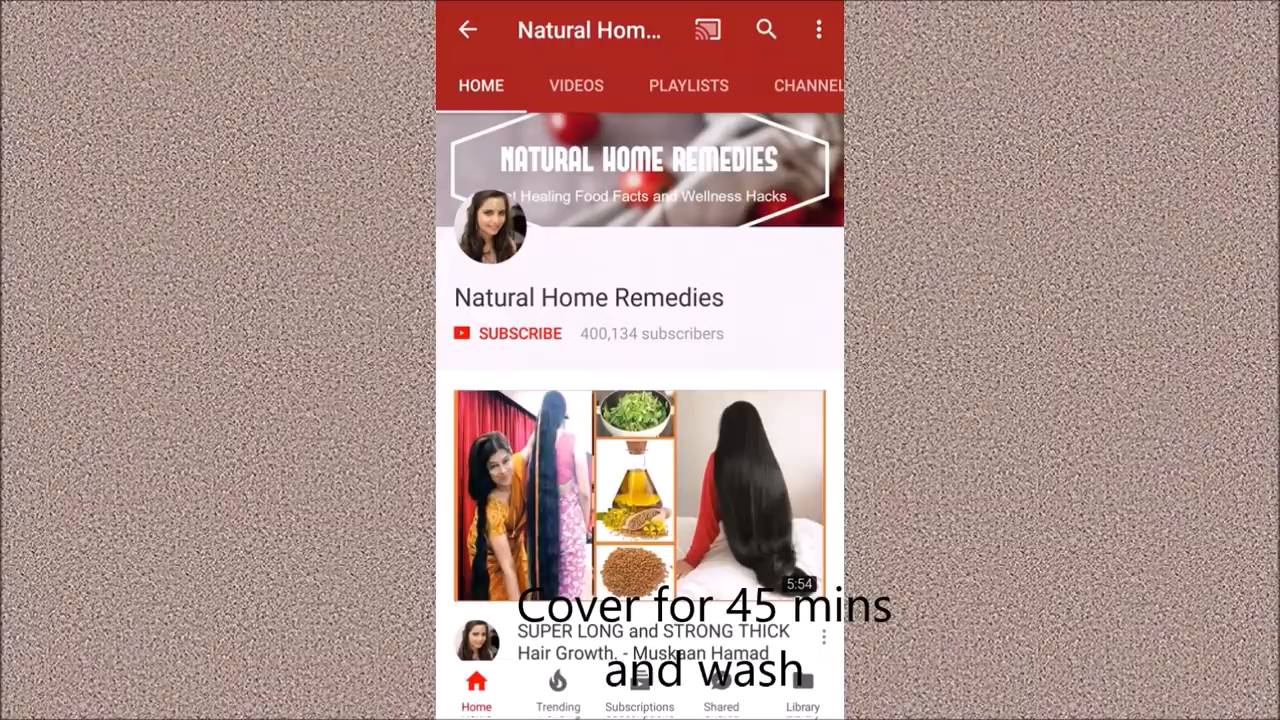 Natural Hom...
HOME VIDEOS PLAYLISTS CHANNEL
NATURAL HOME REMEDIES
Healing Food Facts and Wellness Hacks
Natural Home Remedies
SUBSCRIBE 400,134 subscribers
5:54
Cover for 45 mins
SUPER LONG and STRONG THICK
Hair Growth. - Muskaan Hamad
and wash
Home Trending Subscriptions Shared Library